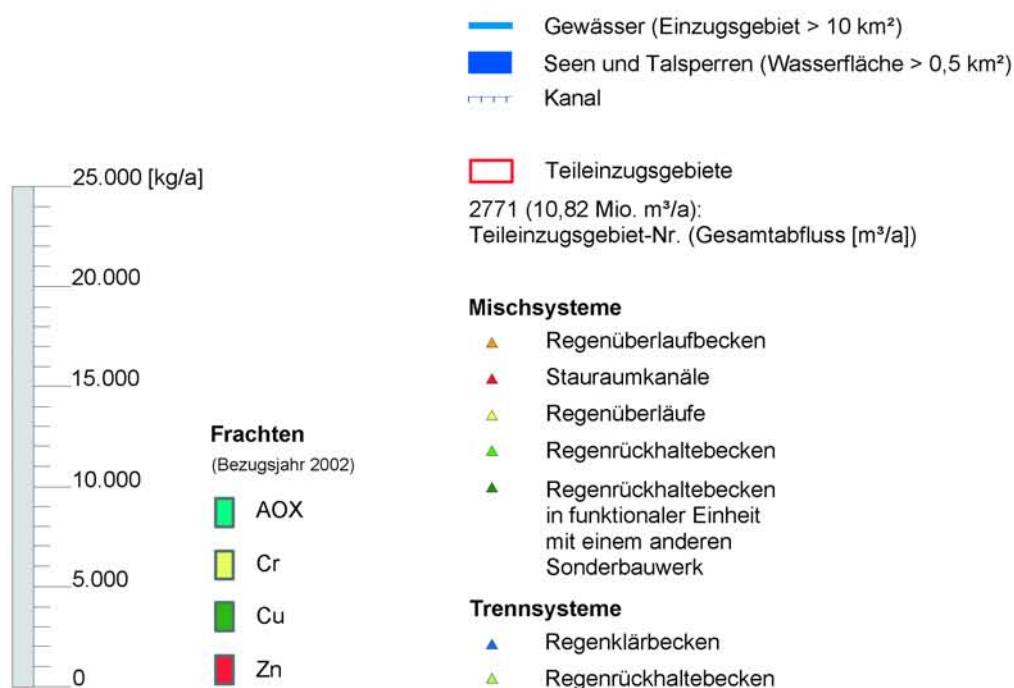 Gewässer (Einzugsgebiet > 10 km²)
Seen und Talsperren (Wasserfläche > 0,5 km²)
Kanal
Teileinzugsgebiete
2771 (10,82 Mio. m³/a):
Teileinzugsgebiet-Nr. (Gesamtabfluss [m³/a])
25.000 [kg/a]
20.000
15.000
10.000
5.000
0
Frachten
(Bezugsjahr 2002)
AOX
Cr
Cu
Zn
Mischsysteme
Regenüberlaufbecken
Stauraumkanäle
Regenüberläufe
Regenrückhaltebecken
Regenrückhaltebecken
in funktionaler Einheit
mit einem anderen
Sonderbauwerk
Trennsysteme
Regenklärbecken
Regenrückhaltebecken